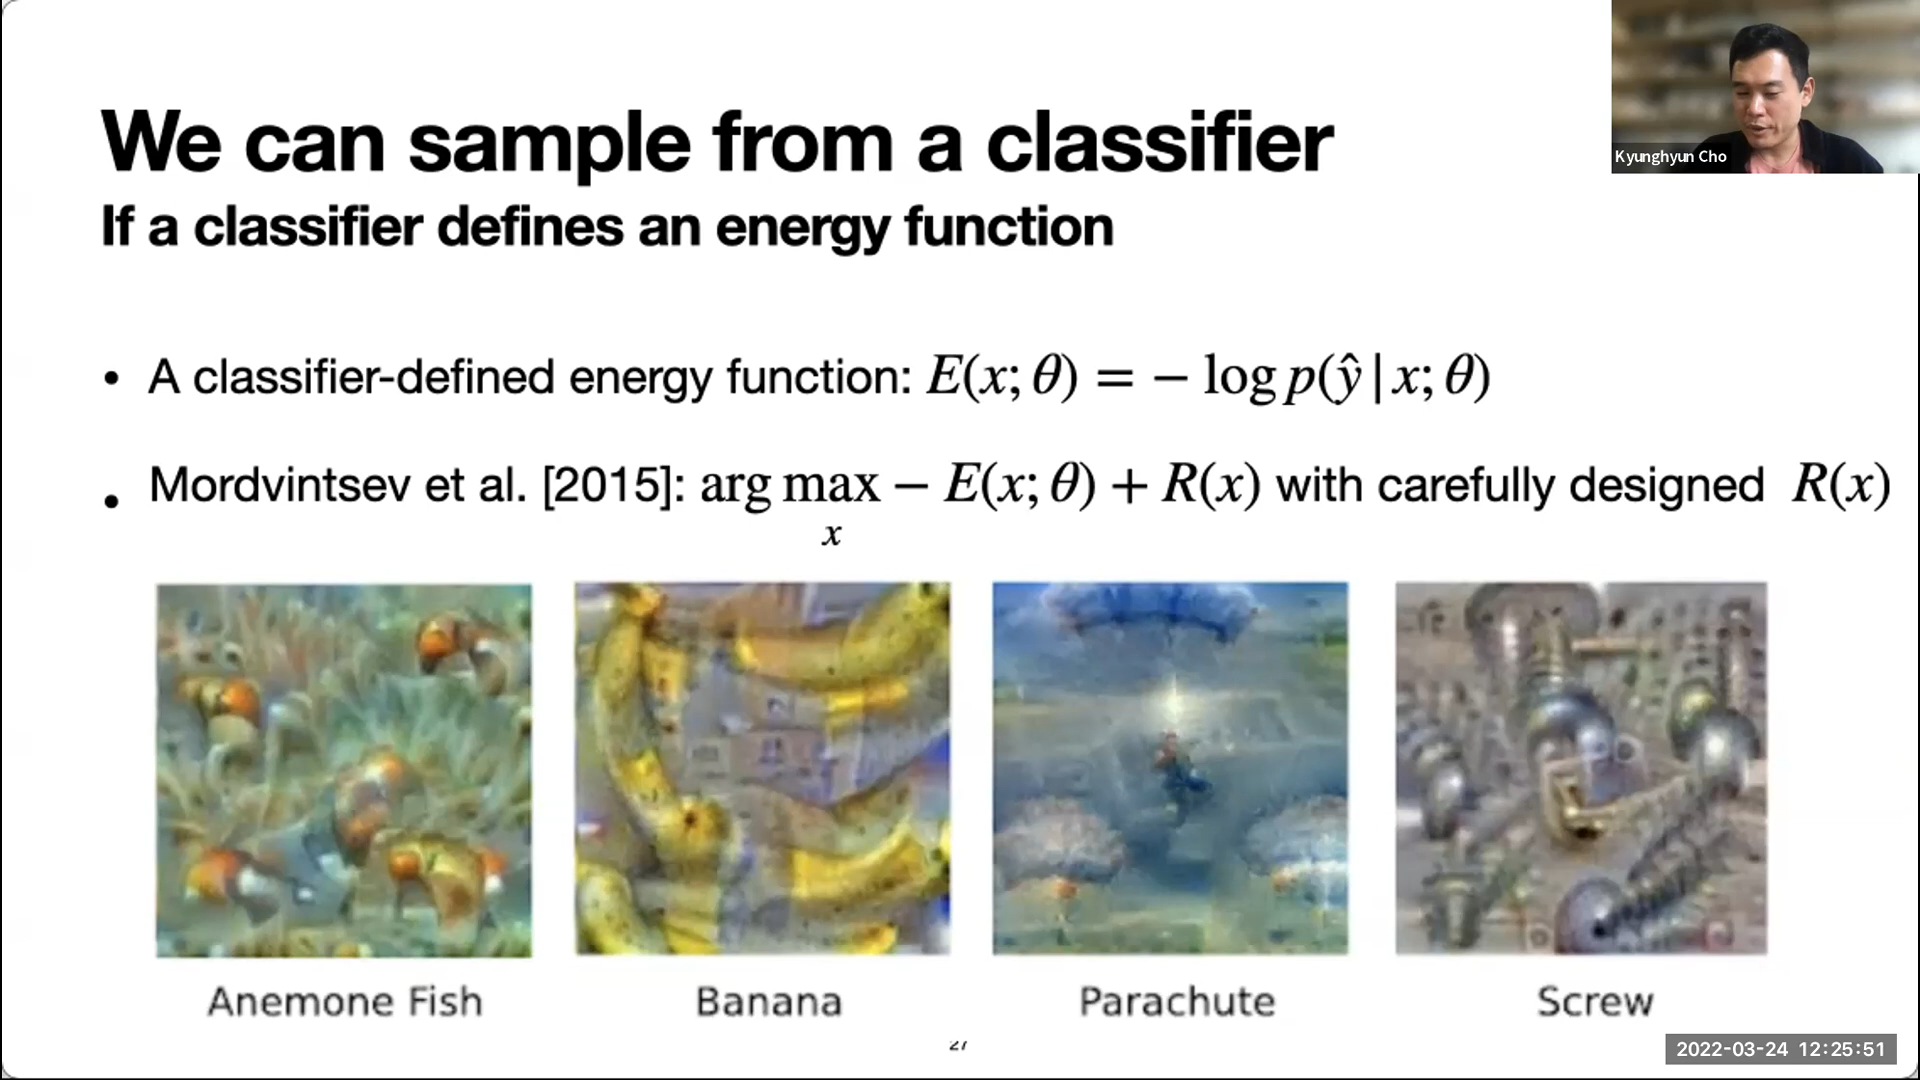 We can sample from a classifier
If a classifier defines an energy function
Kyunghyun Cho
• A classifier-defined energy function: E(x; θ) = − log p(ŷ | x; θ)
• Mordvintsev et al. [2015]: arg max − E(x; θ) + R(x) with carefully designed R(x)
x
Anemone Fish
Banana
Parachute
Screw
27
2022-03-24 12:25:51